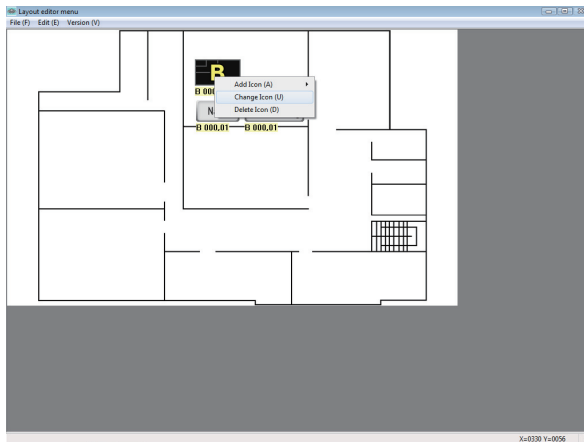 Layout editor menu
File (F) Edit (E) Version (V)
B
B 000
Add Icon (A)
Change Icon (U)
Delete Icon (D)
B 000,01 B 000,01
X=0330 Y=0056